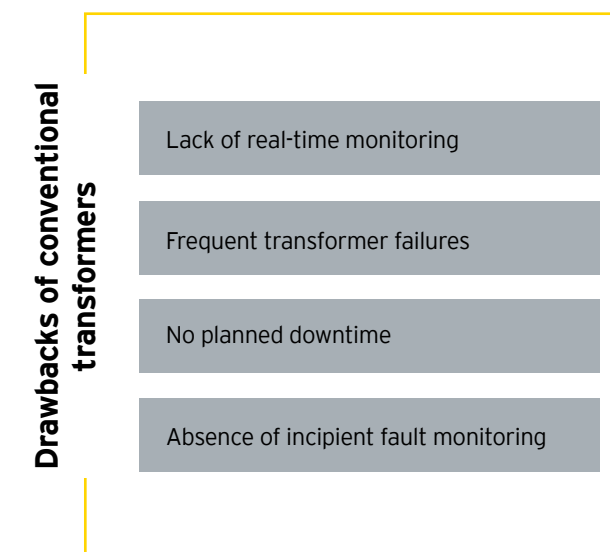 Drawbacks of conventional
transformers
Lack of real-time monitoring
Frequent transformer failures
No planned downtime
Absence of incipient fault monitoring